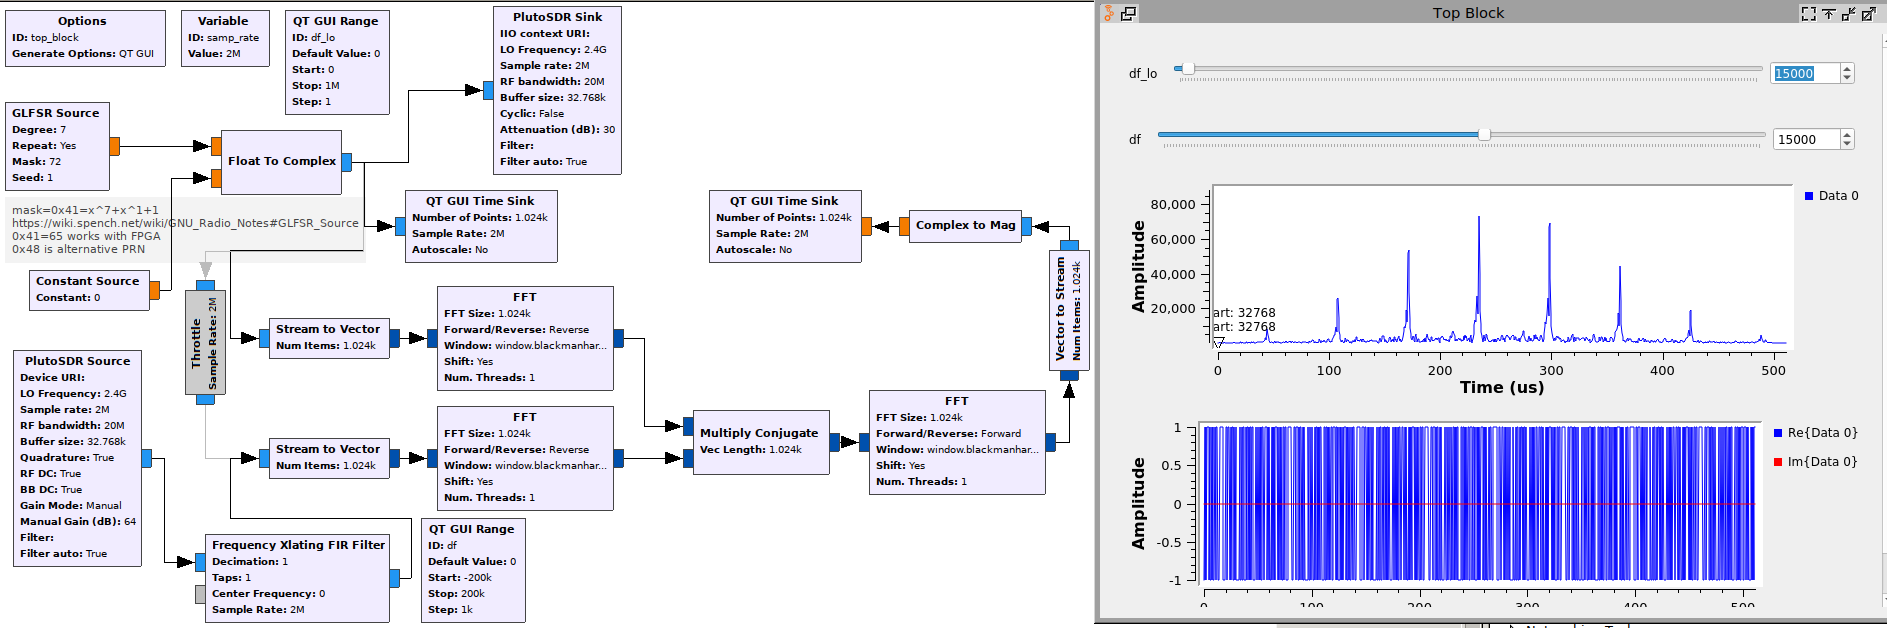 Options
ID: top_block
Generate Options: QT GUI
Variable
ID: samp_rate
Value: 2M
QT GUI Range
ID: df_lo
Default Value: 0
Start: 0
Stop: 1M
Step: 1
PlutoSDR Sink
IIO context URI:
LO Frequency: 2.4G
Sample rate: 2M
RF bandwidth: 20M
Buffer size: 32.768k
Cyclic: False
Attenuation (dB): 30
Filter:
Filter auto: True
GLFSR Source
Degree: 7
Repeat: Yes
Mask: 72
Seed: 1
Float To Complex
mask=0x41=x^7+x^1+1
https://wiki.spench.net/wiki/GNU_Radio_Notes#GLFSR_Source
0x41=65 works with FPGA
0x48 is alternative PRN
Constant Source
Constant: 0
QT GUI Time Sink
Number of Points: 1.024k
Sample Rate: 2M
Autoscale: No
QT GUI Time Sink
Number of Points: 1.024k
Sample Rate: 2M
Autoscale: No
Complex to Mag
Vector to Stream
Num Items: 1.024k
Throttle
Sample Rate: 2M
Stream to Vector
Num Items: 1.024k
FFT
FFT Size: 1.024k
Forward/Reverse: Reverse
Window: window.blackmanhar...
Shift: Yes
Num. Threads: 1
PlutoSDR Source
Device URI:
LO Frequency: 2.4G
Sample rate: 2M
RF bandwidth: 20M
Buffer size: 32.768k
Quadrature: True
RF DC: True
BB DC: True
Gain Mode: Manual
Manual Gain (dB): 64
Filter:
Filter auto: True
Stream to Vector
Num Items: 1.024k
FFT
FFT Size: 1.024k
Forward/Reverse: Reverse
Window: window.blackmanhar...
Shift: Yes
Num. Threads: 1
Multiply Conjugate
Vec Length: 1.024k
FFT
FFT Size: 1.024k
Forward/Reverse: Forward
Window: window.blackmanhar...
Shift: Yes
Num. Threads: 1
Frequency Xlating FIR Filter
Decimation: 1
Taps: 1
Center Frequency: 0
Sample Rate: 2M
QT GUI Range
ID: df
Default Value: 0
Start: -200k
Stop: 200k
Step: 1k
Top Block
df_lo
15000
df
15000
Data 0
Amplitude
80,000
60,000
40,000
20,000
art: 32768
art: 32768
0 100 200 300 400 500
Time (us)
Re{Data 0}
Im{Data 0}
Amplitude
1
0.5
0
-0.5
-1
0 100 200 300 400 500